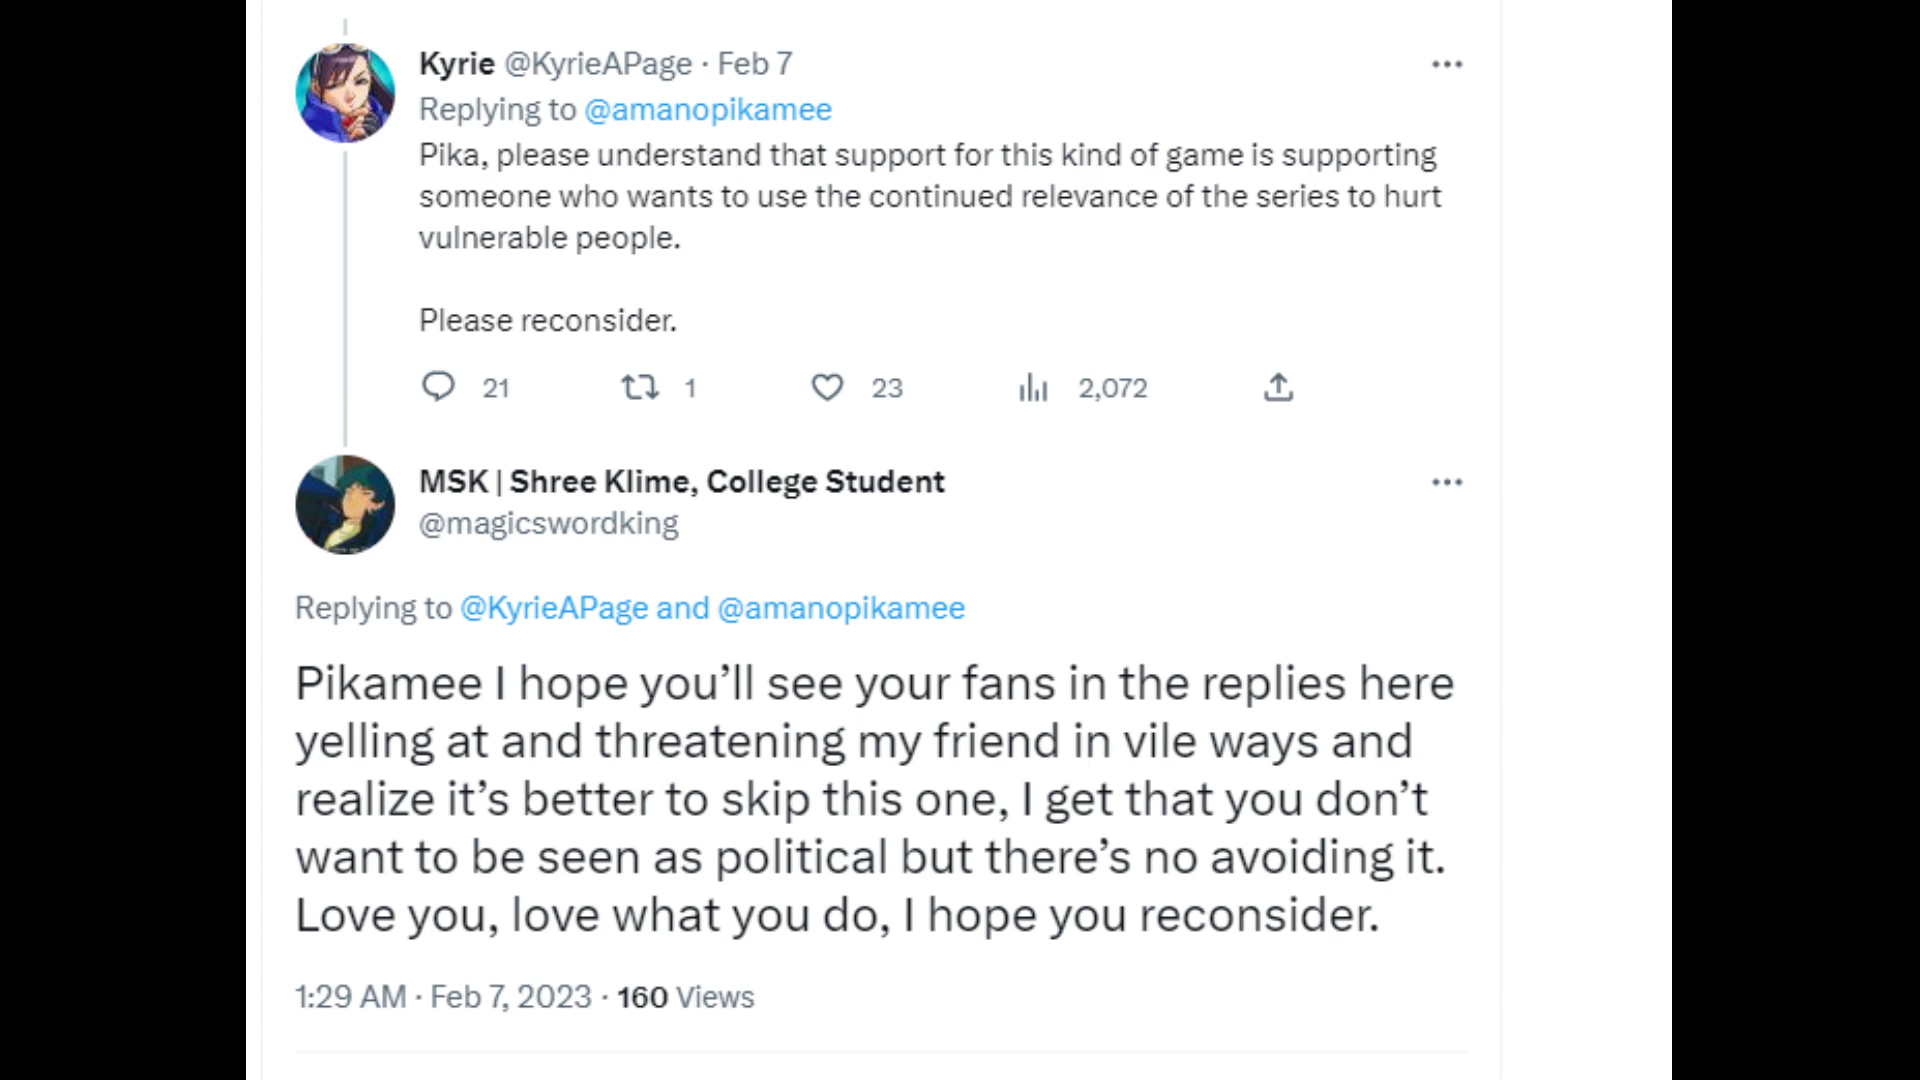 Kyrie @KyrieAPage · Feb 7
Replying to @amanopikamee
Pika, please understand that support for this kind of game is supporting
someone who wants to use the continued relevance of the series to hurt
vulnerable people.
Please reconsider.
21 1 23 2,072
MSK | Shree Klime, College Student
@magicswordking
Replying to @KyrieAPage and @amanopikamee
Pikamee I hope you’ll see your fans in the replies here
yelling at and threatening my friend in vile ways and
realize it’s better to skip this one, I get that you don’t
want to be seen as political but there’s no avoiding it.
Love you, love what you do, I hope you reconsider.
1:29 AM · Feb 7, 2023 · 160 Views